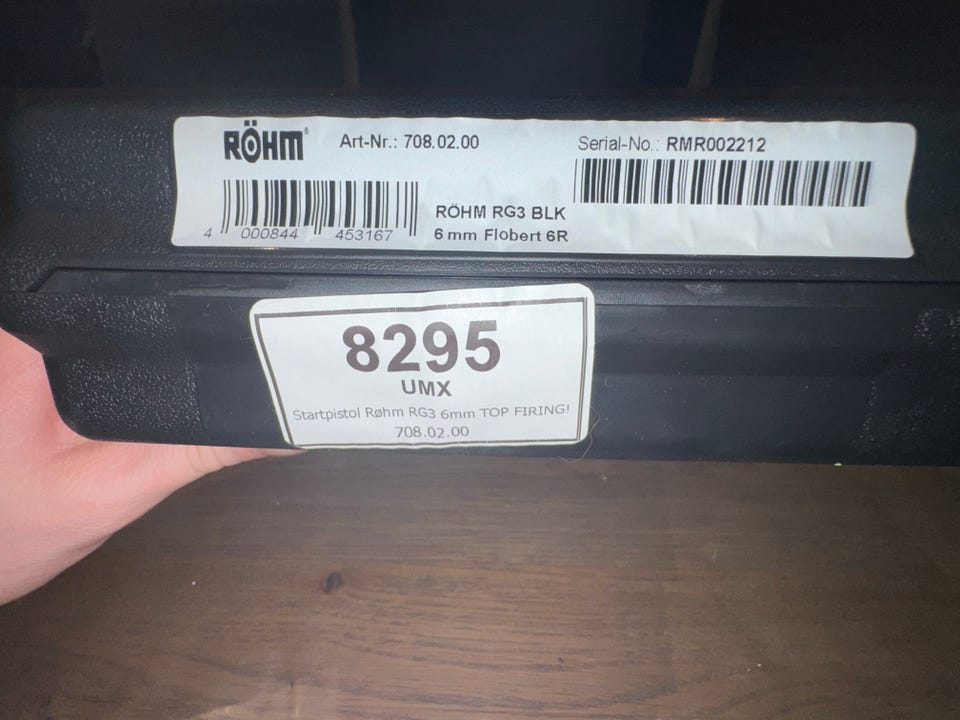 RÖHM® Art-Nr.: 708.02.00 Serial-No.: RMR002212
RÖHM RG3 BLK
4 000844 453167 6 mm Flobert 6R
8295
UMX
Startpistol Røhm RG3 6mm TOP FIRING!
708.02.00